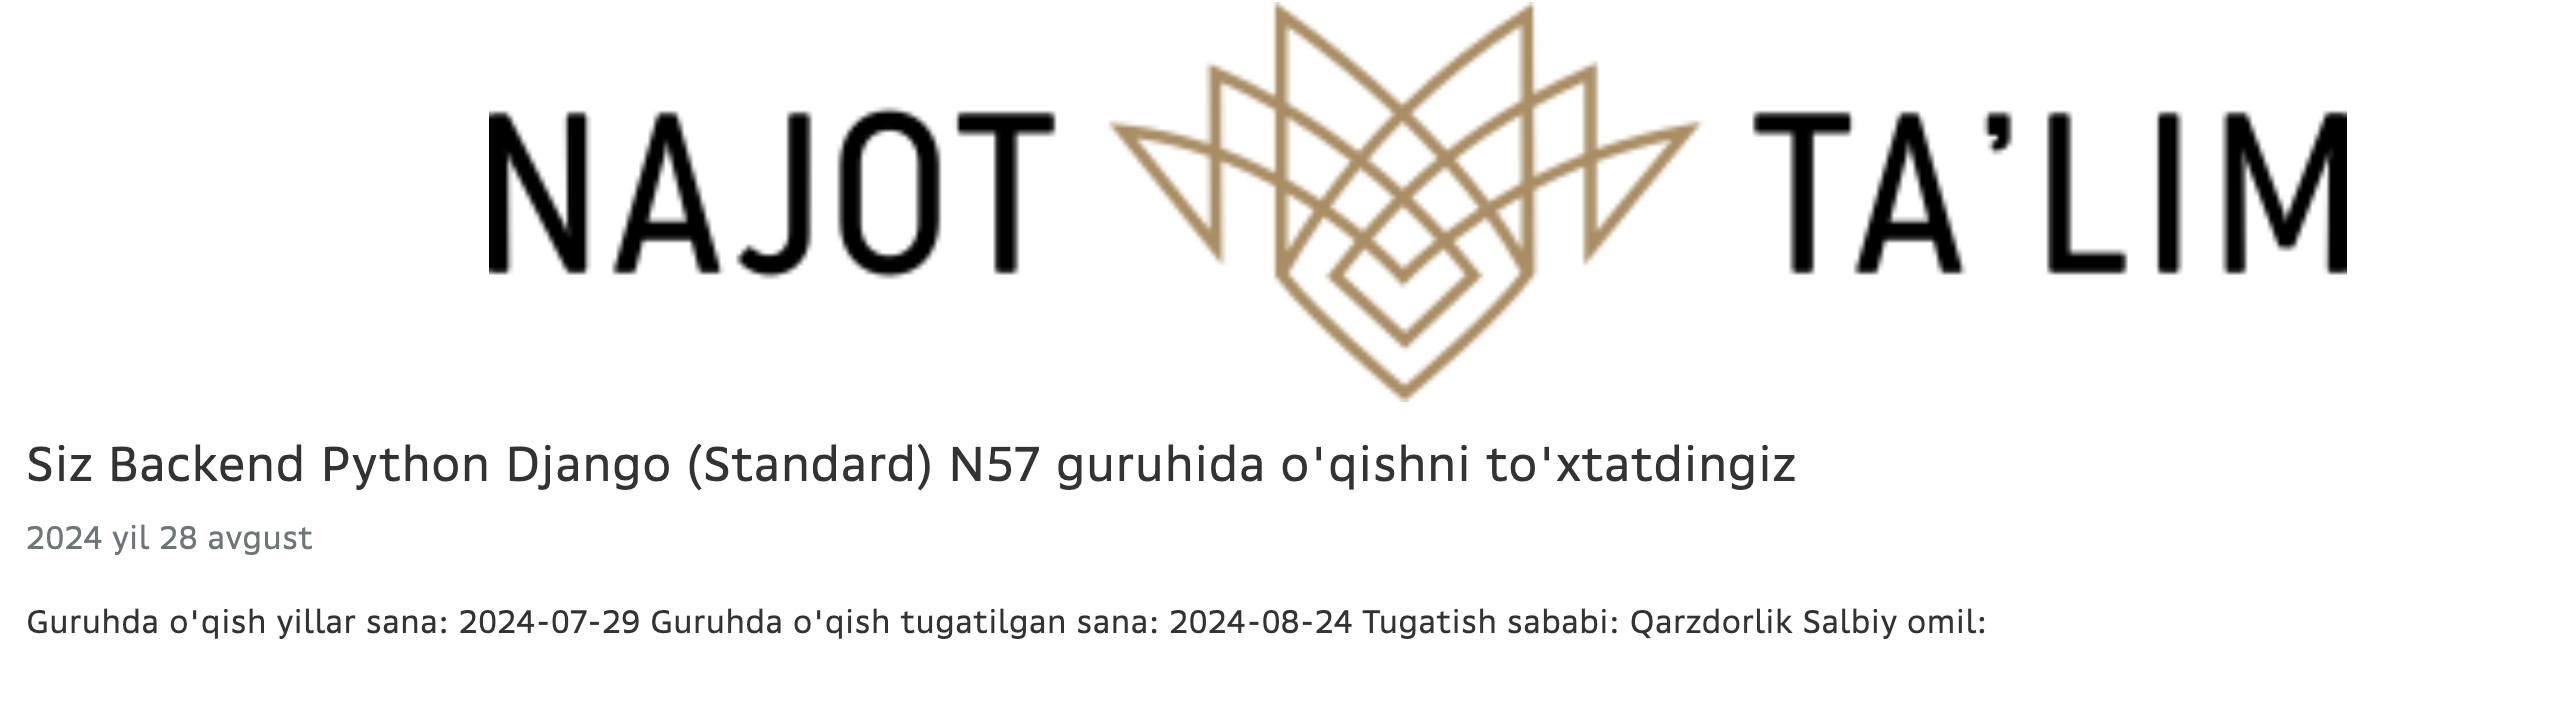 NAJOT TA’LIM
Siz Backend Python Django (Standard) N57 guruhida o'qishni to'xtatdingiz
2024 yil 28 avgust
Guruhda o'qish yillar sana: 2024-07-29 Guruhda o'qish tugatilgan sana: 2024-08-24 Tugatish sababi: Qarzdorlik Salbiy omil: